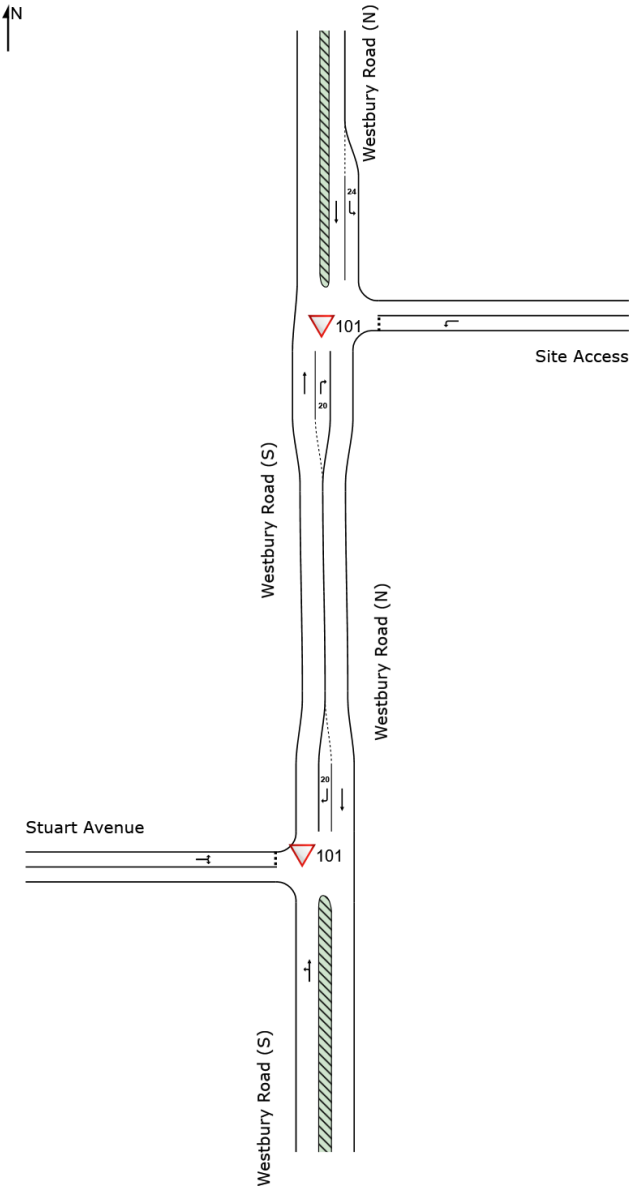 N
Westbury Road (N)
24
101
Site Access
20
Westbury Road (S)
Westbury Road (N)
20
Stuart Avenue
101
Westbury Road (S)